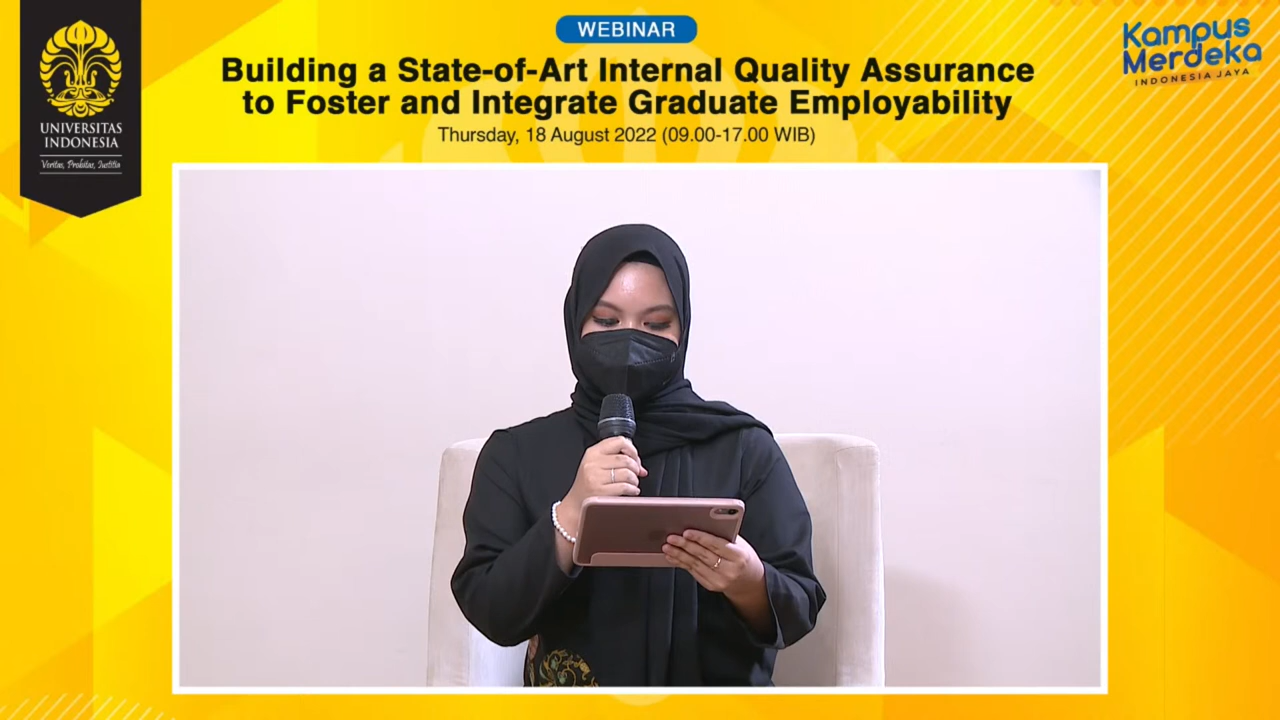 WEBINAR
Building a State-of-Art Internal Quality Assurance
to Foster and Integrate Graduate Employability
Thursday, 18 August 2022 (09.00-17.00 WIB)
UNIVERSITAS
INDONESIA
Veritas, Probitas, Justitia
Kampus
Merdeka
INDONESIA JAYA